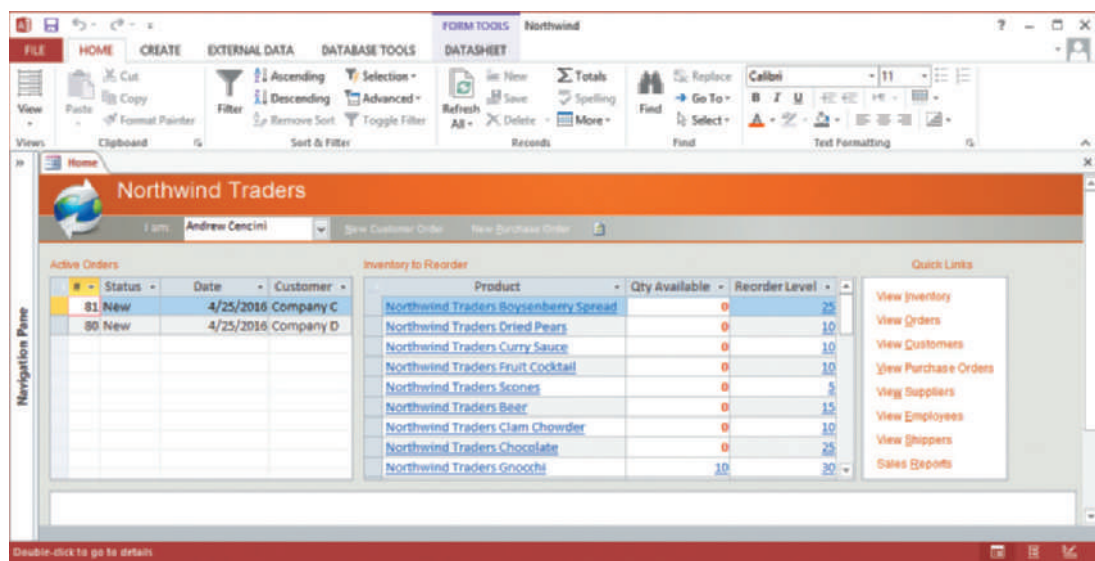 FORM TOOLS Northwind ?
FILE HOME CREATE EXTERNAL DATA DATABASE TOOLS DATASHEET
View
Views
Paste
Cut
Copy
Format Painter
Clipboard
Filter
Ascending
Descending
Remove Sort
Selection
Advanced
Toggle Filter
Sort & Filter
Refresh
All
New
Save
Delete
Totals
Spelling
More
Records
Find
Replace
Go To
Select
Find
Calibri 11
B I U
A
Text Formatting
Home
Northwind Traders
I am: Andrew Cencini New Customer Order New Purchase Order
Navigation Pane
Active Orders
# Status Date Customer
81 New 4/25/2016 Company C
80 New 4/25/2016 Company D
Inventory to Reorder
Product Qty Available Reorder Level
Northwind Traders Boysenberry Spread 0 25
Northwind Traders Dried Pears 0 10
Northwind Traders Curry Sauce 0 10
Northwind Traders Fruit Cocktail 0 10
Northwind Traders Scones 0 5
Northwind Traders Beer 0 15
Northwind Traders Clam Chowder 0 10
Northwind Traders Chocolate 0 25
Northwind Traders Gnocchi 10 30
Quick Links
View Inventory
View Orders
View Customers
View Purchase Orders
View Suppliers
View Employees
View Shippers
Sales Reports
Double-click to go to details